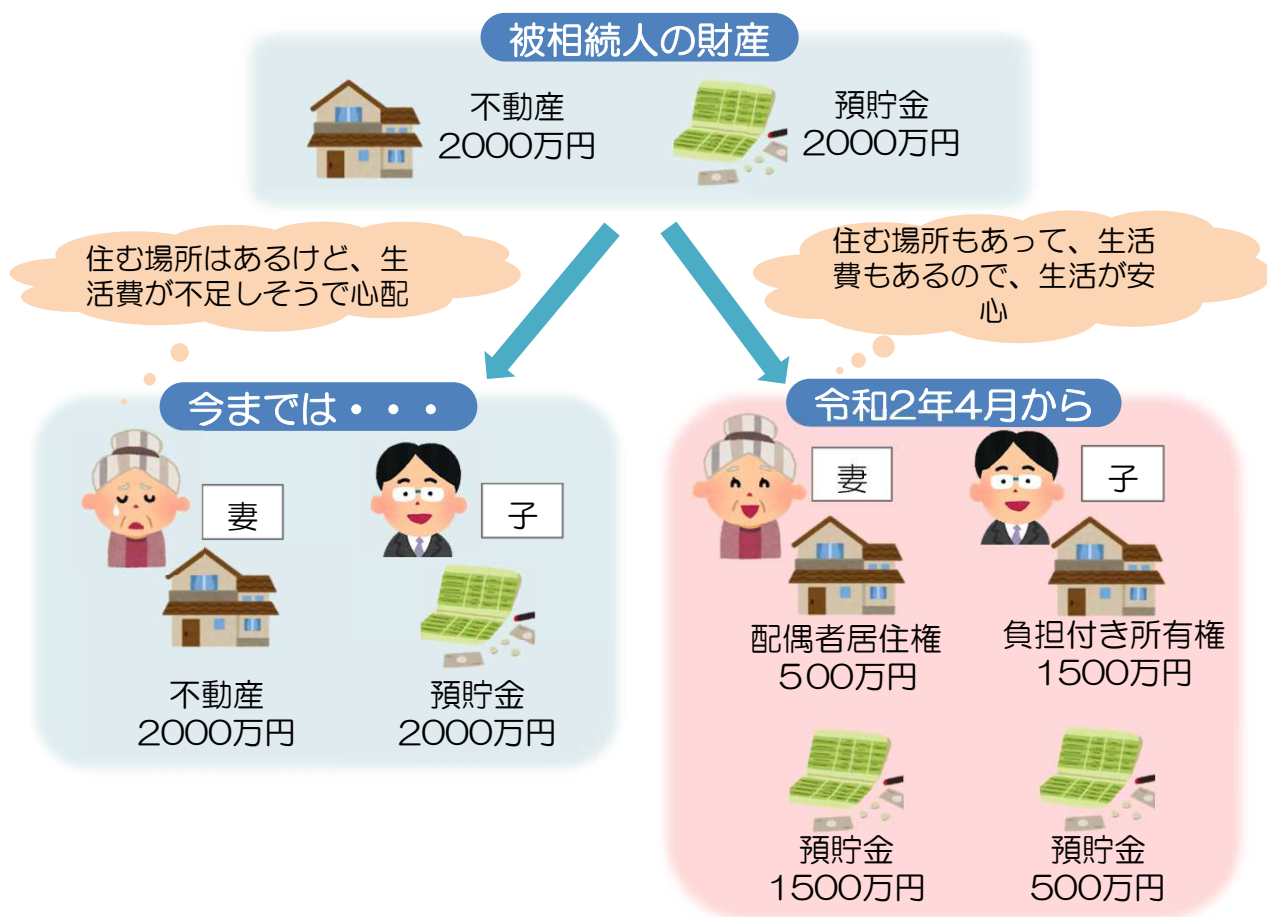 被相続人の財産
不動産
2000万円
預貯金
2000万円
住む場所はあるけど、生
活費が不足しそうで心配
住む場所もあって、生活
費もあるので、生活が安
心
今までは・・・
妻
子
不動産
2000万円
預貯金
2000万円
令和2年4月から
妻
子
配偶者居住権
500万円
負担付き所有権
1500万円
預貯金
1500万円
預貯金
500万円